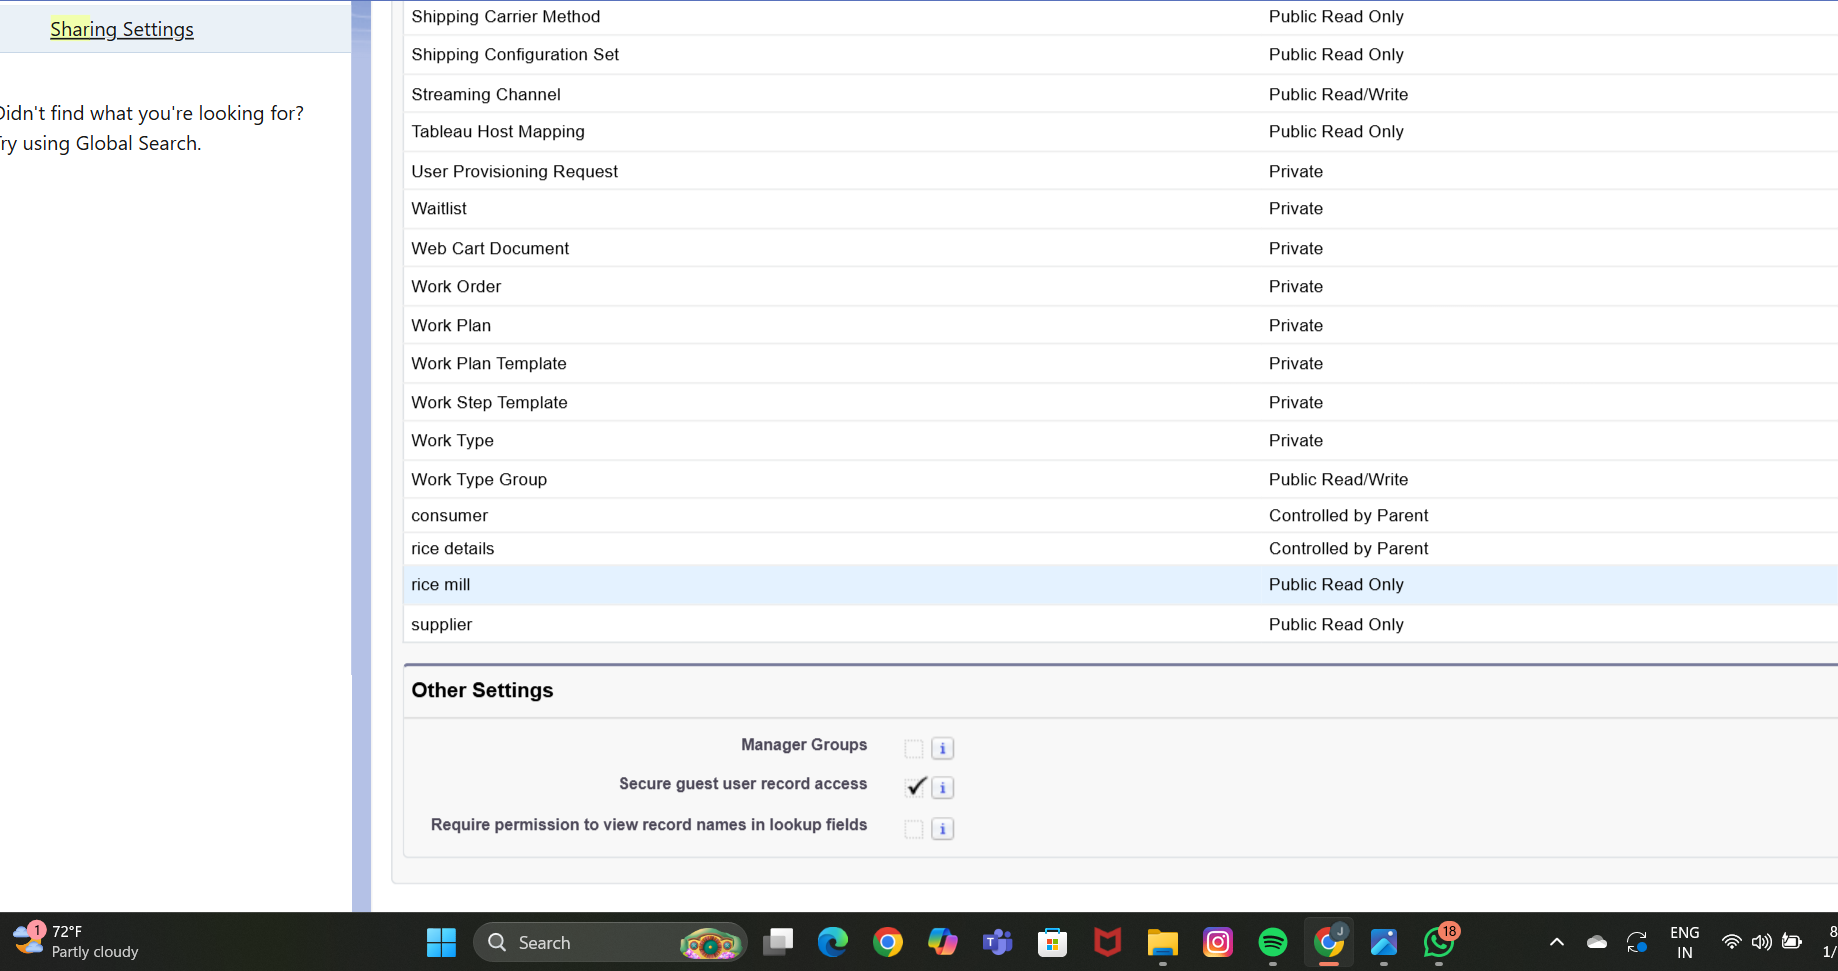 Sharing Settings
Didn't find what you're looking for?
Try using Global Search.
Shipping Carrier Method Public Read Only
Shipping Configuration Set Public Read Only
Streaming Channel Public Read/Write
Tableau Host Mapping Public Read Only
User Provisioning Request Private
Waitlist Private
Web Cart Document Private
Work Order Private
Work Plan Private
Work Plan Template Private
Work Step Template Private
Work Type Private
Work Type Group Public Read/Write
consumer Controlled by Parent
rice details Controlled by Parent
rice mill Public Read Only
supplier Public Read Only
Other Settings
Manager Groups
Secure guest user record access
Require permission to view record names in lookup fields
1
72°F
Partly cloudy
Search
J
18
ENG
IN
8
1/